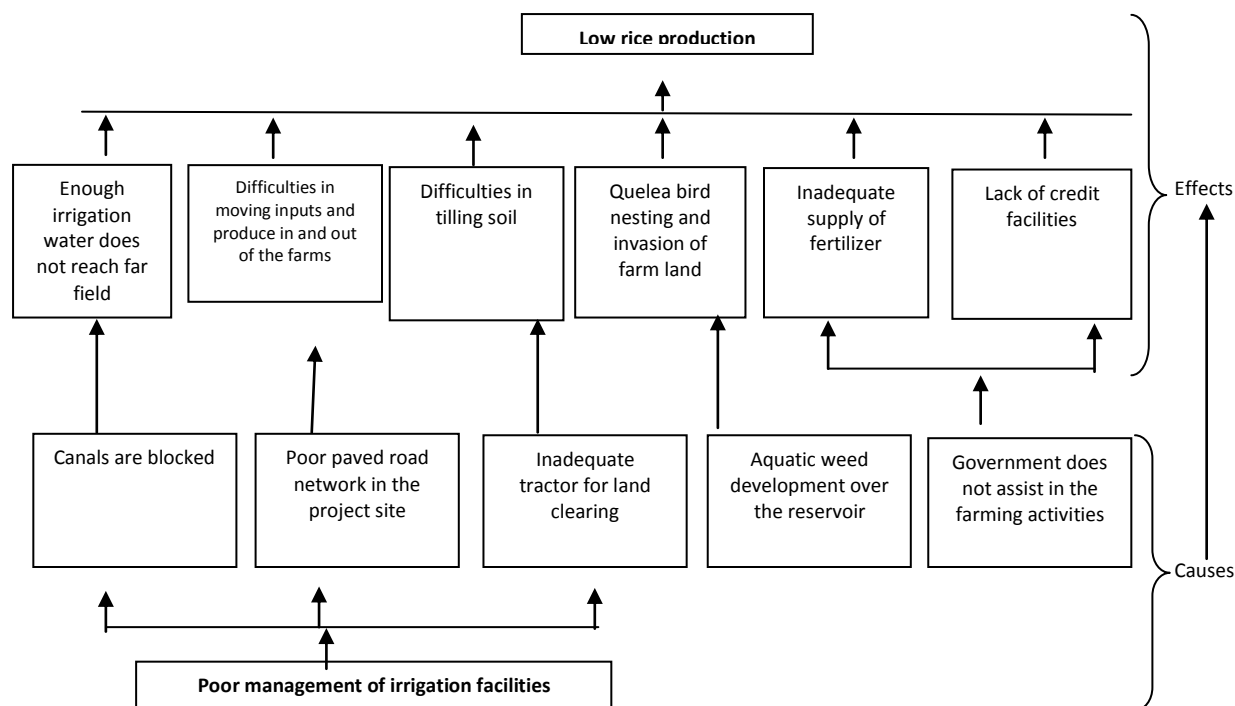 Low rice production
Enough
irrigation
water does
not reach far
field
Difficulties in
moving inputs and
produce in and out
of the farms
Difficulties in
tilling soil
Quelea bird
nesting and
invasion of
farm land
Inadequate
supply of
fertilizer
Lack of credit
facilities
Effects
Canals are blocked
Poor paved road
network in the
project site
Inadequate
tractor for land
clearing
Aquatic weed
development over
the reservoir
Government does
not assist in the
farming activities
Causes
Poor management of irrigation facilities